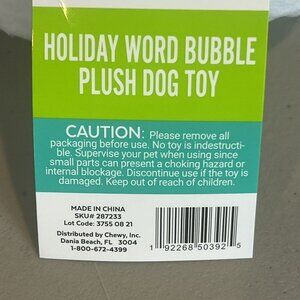 HOLIDAY WORD BUBBLE
PLUSH DOG TOY
CAUTION: Please remove all
packaging before use. No toy is indestructi-
ble. Supervise your pet when using since
small parts can present a choking hazard or
internal blockage. Discontinue use if the toy is
damaged. Keep out of reach of children.
MADE IN CHINA
SKU# 287233
Lot Code: 3755 08 21
Distributed by Chewy, Inc.
Dania Beach, FL 3004
1-800-672-4399
1 92268 50392 5